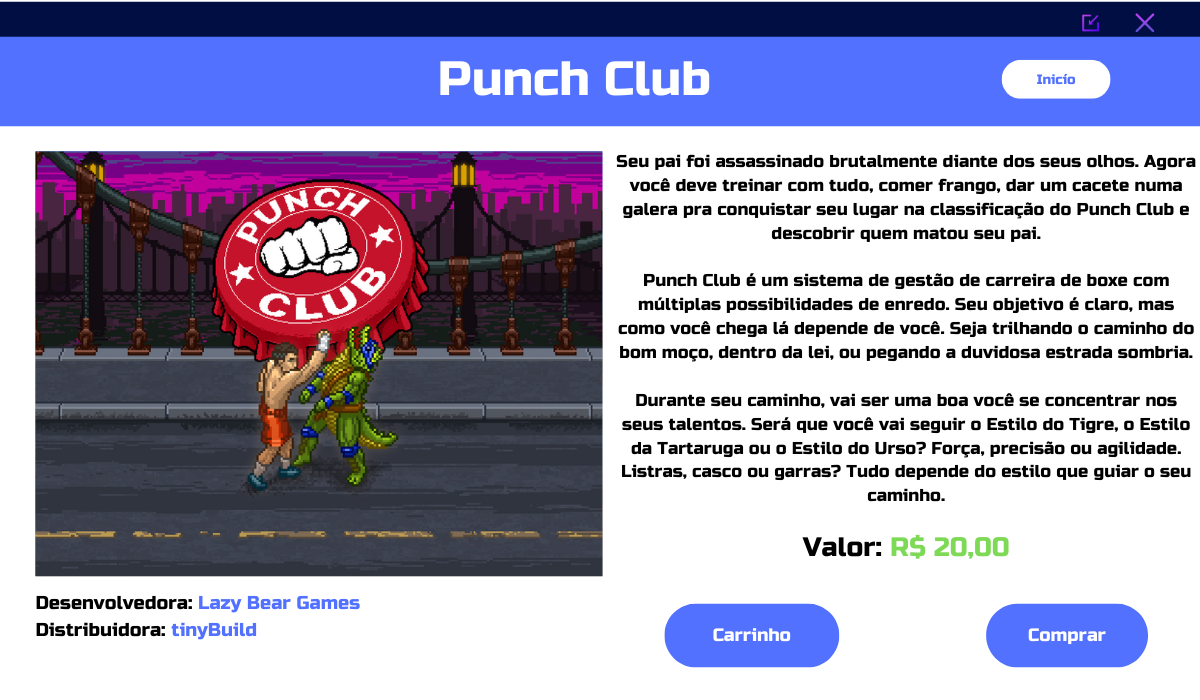 Punch Club
Inicío
PUNCH
CLUB
Seu pai foi assassinado brutalmente diante dos seus olhos. Agora
você deve treinar com tudo, comer frango, dar um cacete numa
galera pra conquistar seu lugar na classificação do Punch Club e
descobrir quem matou seu pai.
Punch Club é um sistema de gestão de carreira de boxe com
múltiplas possibilidades de enredo. Seu objetivo é claro, mas
como você chega lá depende de você. Seja trilhando o caminho do
bom moço, dentro da lei, ou pegando a duvidosa estrada sombria.
Durante seu caminho, vai ser uma boa você se concentrar nos
seus talentos. Será que você vai seguir o Estilo do Tigre, o Estilo
da Tartaruga ou o Estilo do Urso? Força, precisão ou agilidade.
Listras, casco ou garras? Tudo depende do estilo que guiar o seu
caminho.
Valor: R$ 20,00
Desenvolvedora: Lazy Bear Games
Distribuidora: tinyBuild
Carrinho
Comprar